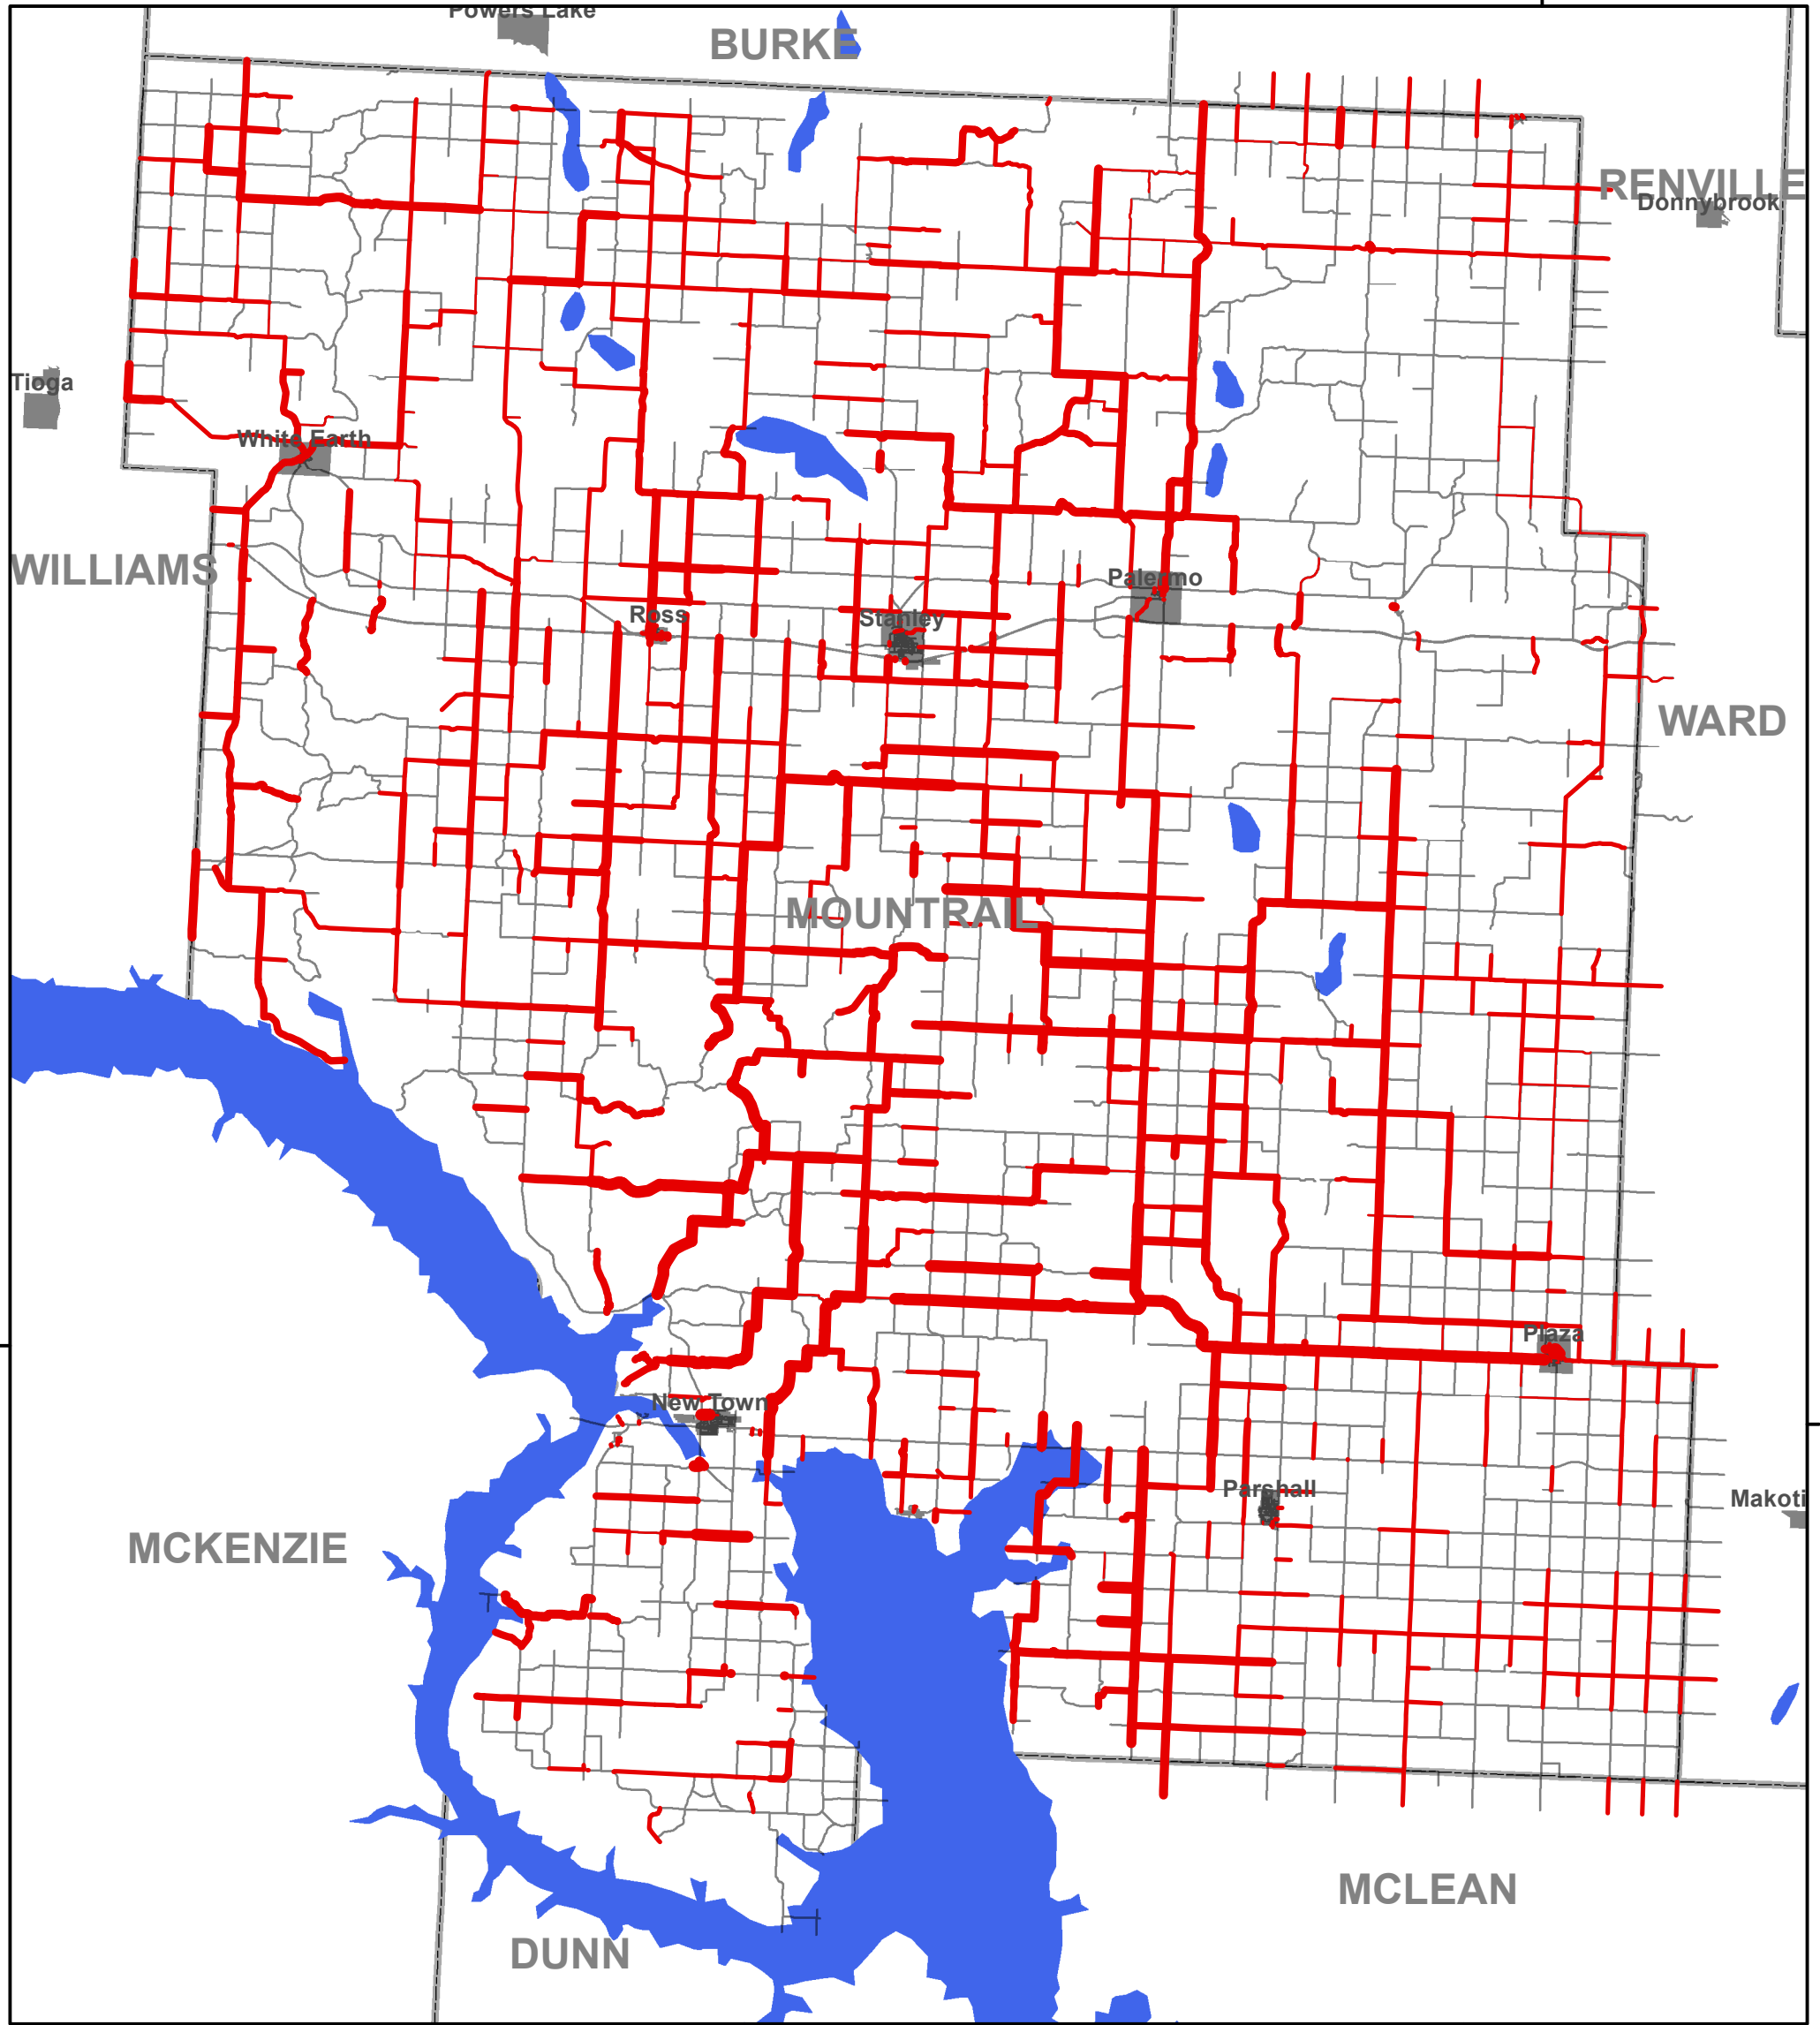 Powers Lake
BURKE
RENVILLE
Donnybrook
Tioga
White Earth
WILLIAMS
Palermo
Ross
Stanley
WARD
MOUNTRAIL
Plaza
New Town
Parshall
Makoti
MCKENZIE
MCLEAN
DUNN